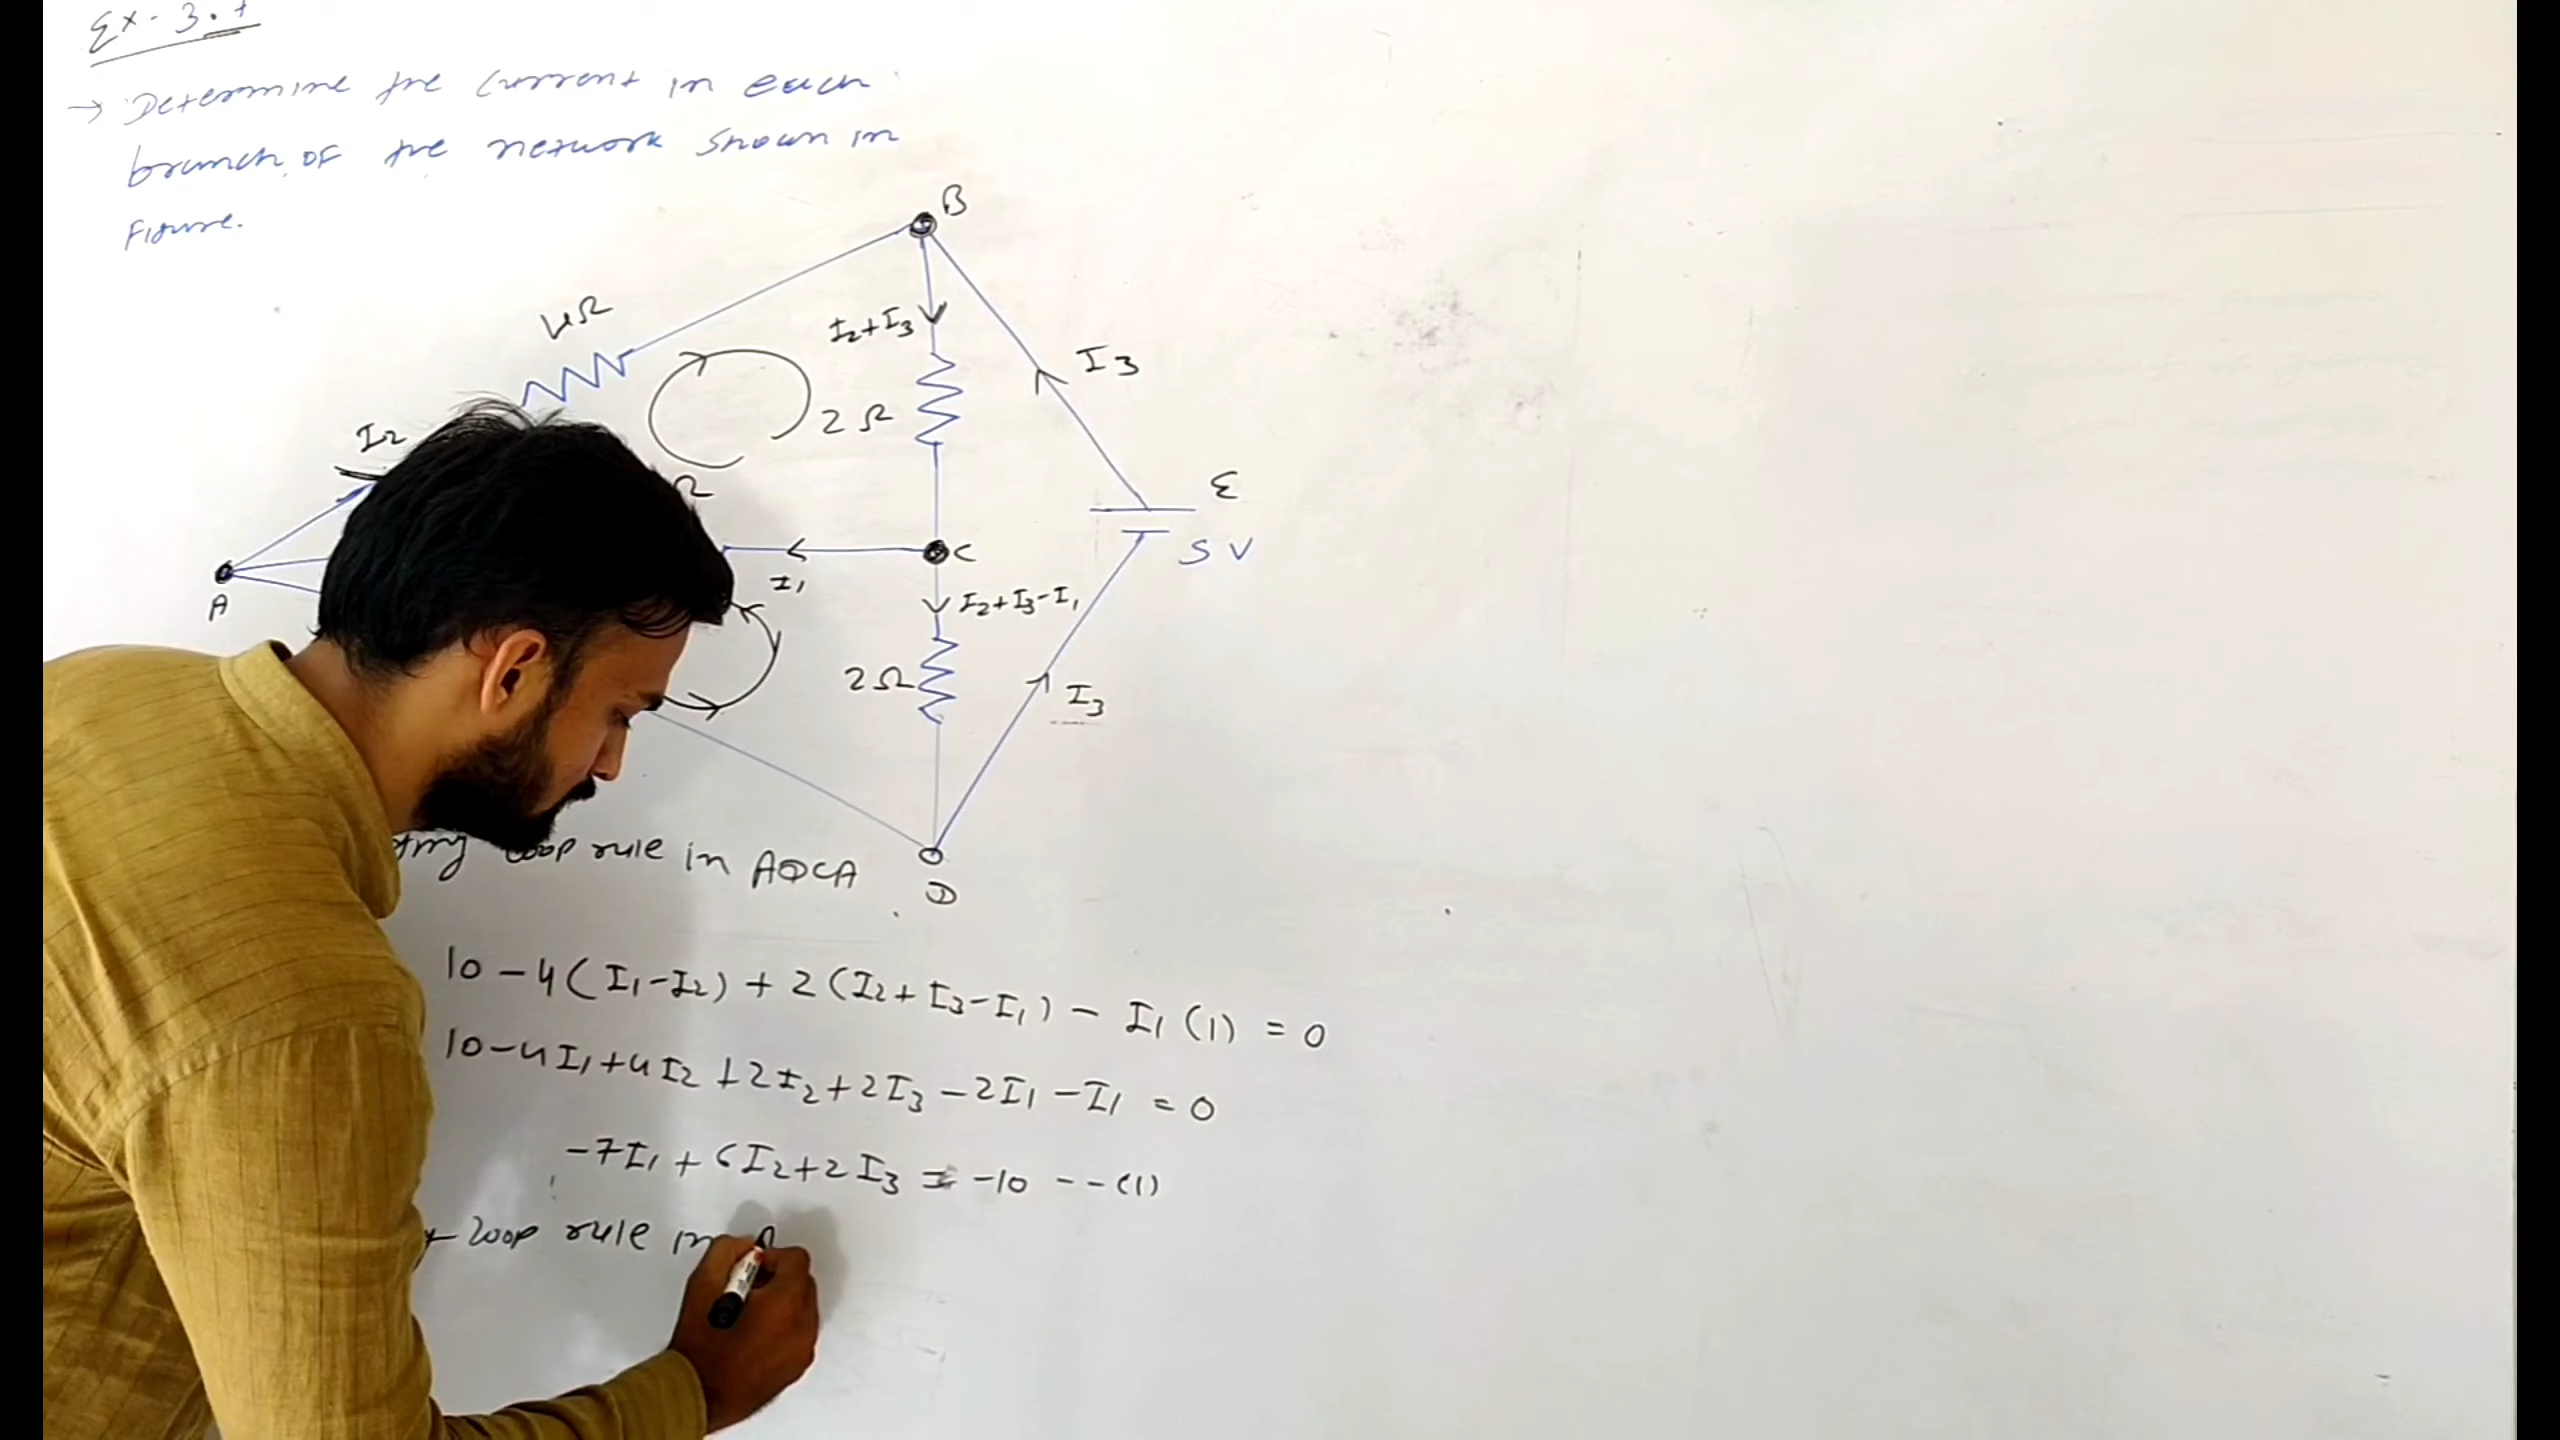 Ex- 3.
→ Determine the current in each
branch of the network shown in
Figure.
B
4Ω
I₂+I₃
I₃
2Ω
I₂
Ω
ε
C
5 V
I₁
A
I₂+I₃-I₁
2Ω
I₃
loop rule in ADCA
D
10 - 4 (I₁-I₂) + 2 (I₂+I₃-I₁) - I₁ (1) = 0
10-4I₁+4I₂+2I₂+2I₃-2I₁-I₁ = 0
-7I₁ + 6I₂+2I₃ = -10 --(1)
loop rule in